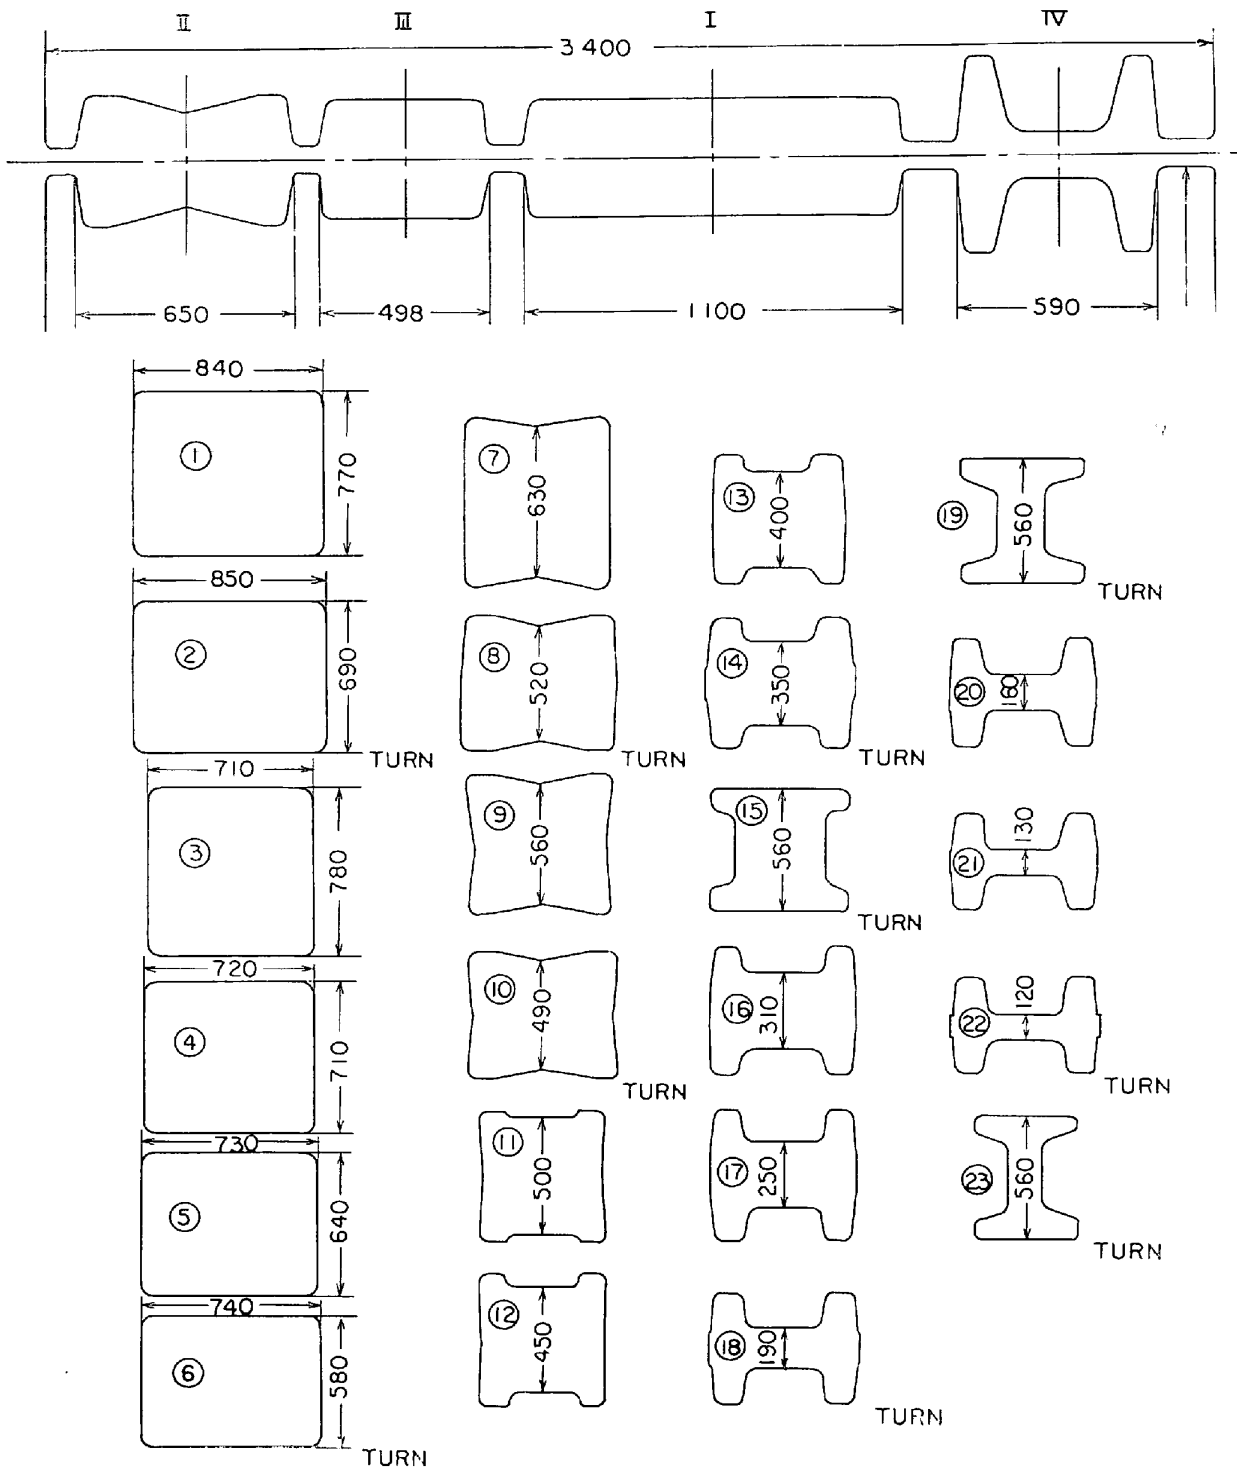 II III I IV
3 400
650 498 1100 590
840
① 770
850
② 690
TURN
710
③ 780
720
④ 710
730
⑤ 640
740
⑥ 580
TURN
⑦ 630
⑧ 520
TURN
⑨ 560
⑩ 490
TURN
⑪ 500
⑫ 450
⑬ 400
⑭ 350
TURN
⑮ 560
TURN
⑯ 310
⑰ 250
⑱ 190
TURN
⑲ 560
TURN
⑳ 180
㉑ 130
㉒ 120
TURN
㉓ 560
TURN